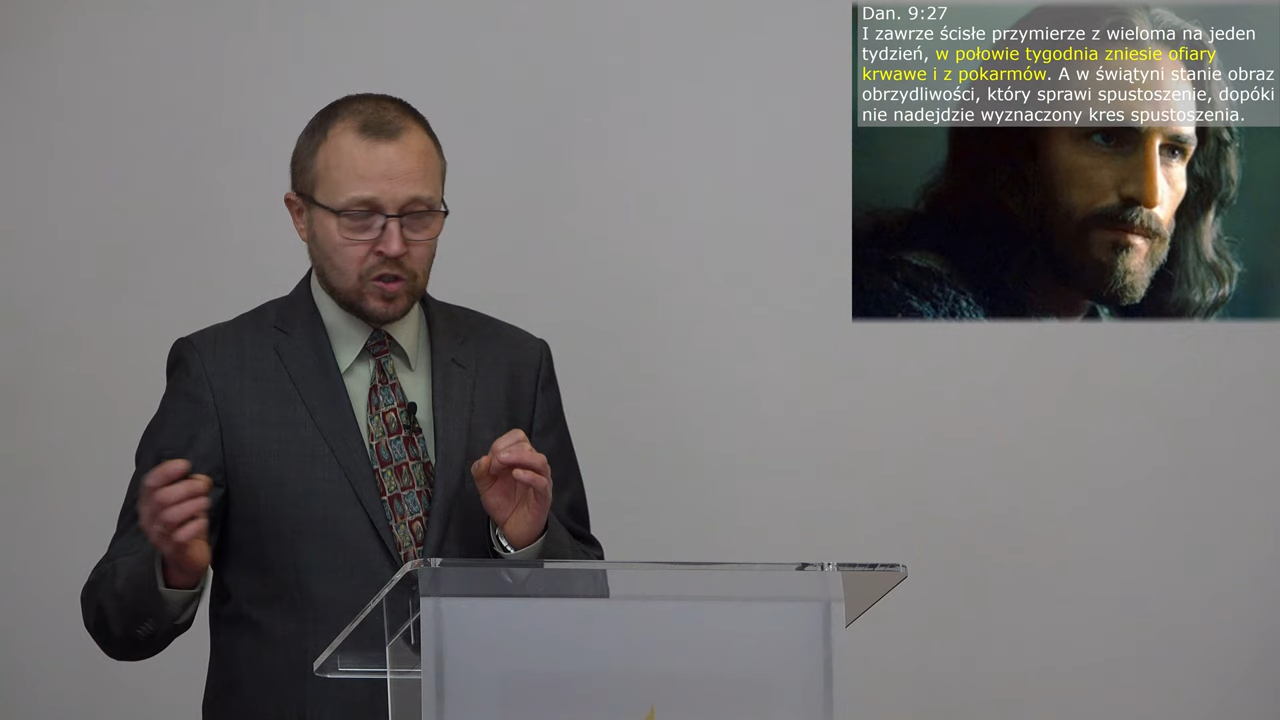 Dan. 9:27
I zawrze ścisłe przymierze z wieloma na jeden
tydzień, w połowie tygodnia zniesie ofiary
krwawe i z pokarmów. A w świątyni stanie obraz
obrzydliwości, który sprawi spustoszenie, dopóki
nie nadejdzie wyznaczony kres spustoszenia.